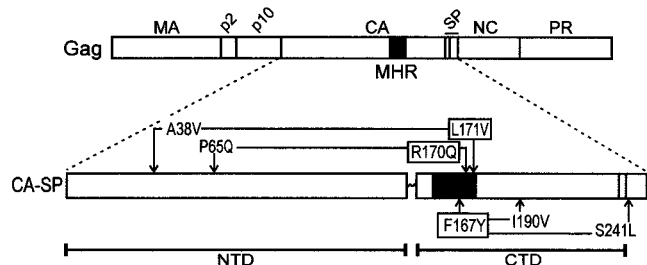 MA p2 p10 CA SP NC PR
Gag
MHR
A38V L171V
P65Q R170Q
CA-SP
F167Y I190V S241L
NTD CTD